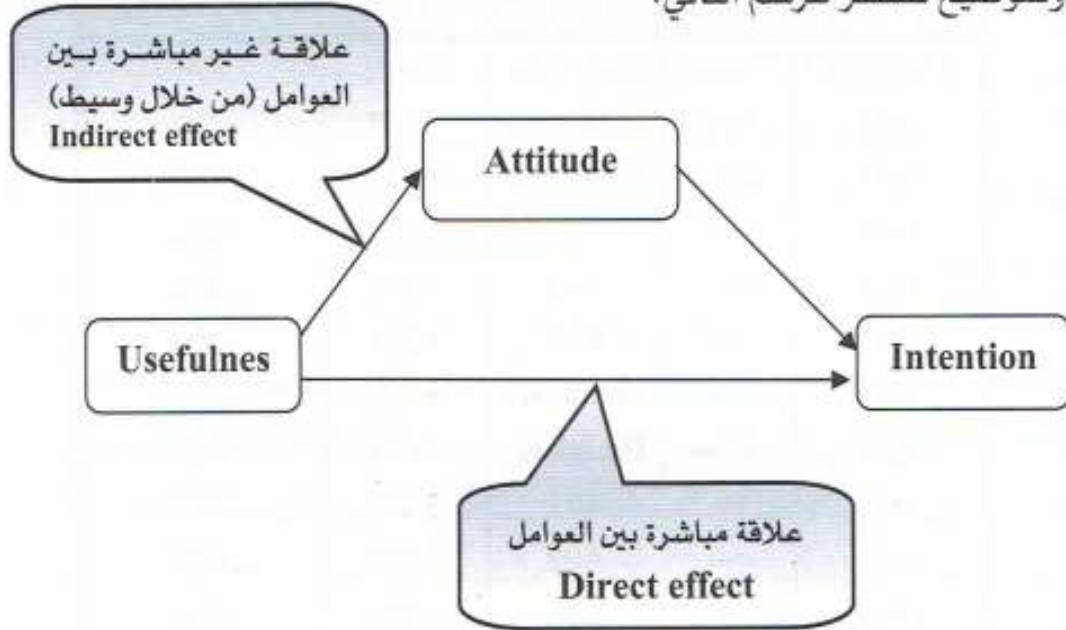 علاقة غير مباشرة بين
العوامل (من خلال وسيط)
Indirect effect
Attitude
Usefulnes
Intention
علاقة مباشرة بين العوامل
Direct effect